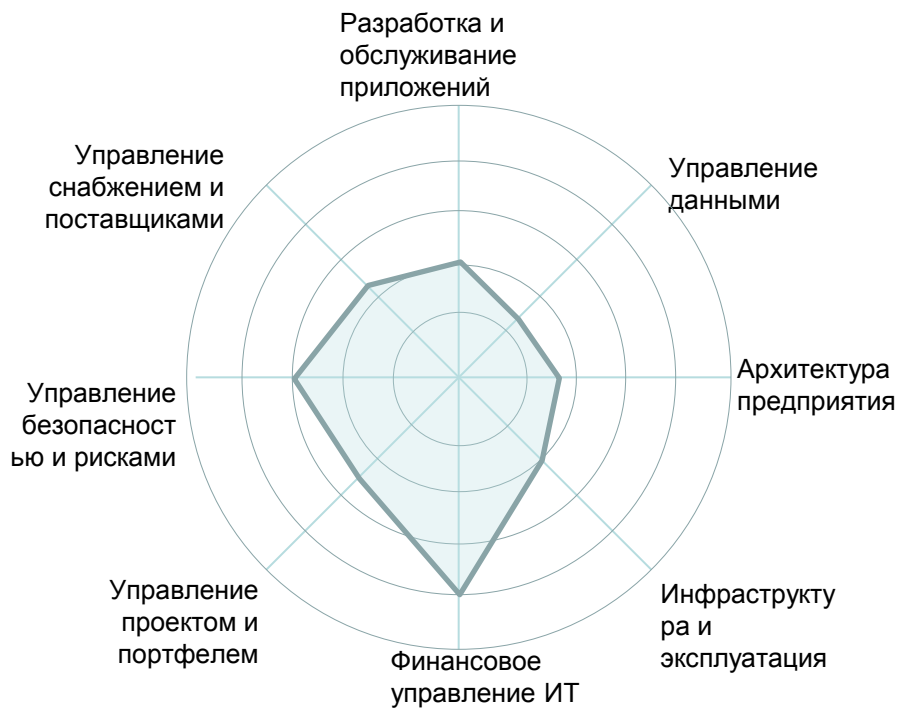 Разработка и
обслуживание
приложений
Управление
снабжением и
поставщиками
Управление
данными
Управление
безопасност
ью и рисками
Архитектура
предприятия
Управление
проектом и
портфелем
Финансовое
управление ИТ
Инфраструкту
ра и
эксплуатация